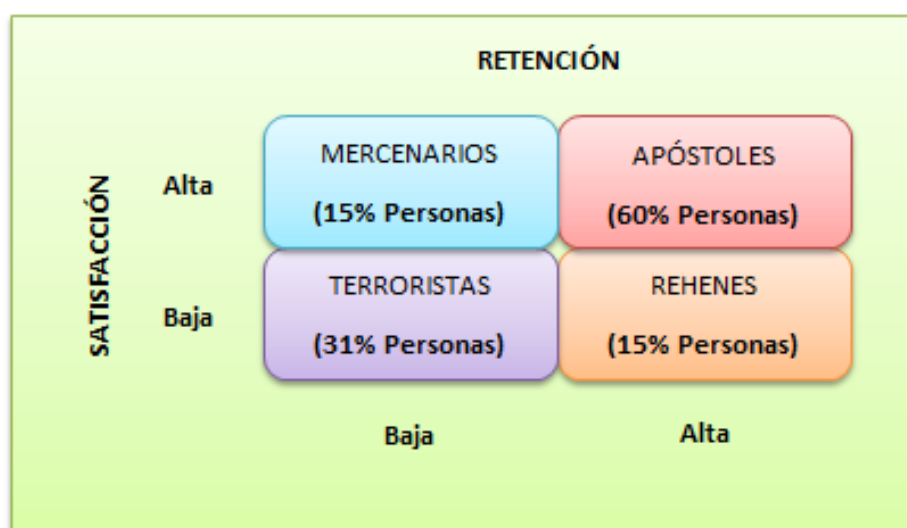 RETENCIÓN
MERCENARIOS
(15% Personas)
APÓSTOLES
(60% Personas)
SATISFACCIÓN
Alta
Baja
TERRORISTAS
(31% Personas)
REHENES
(15% Personas)
Baja
Alta